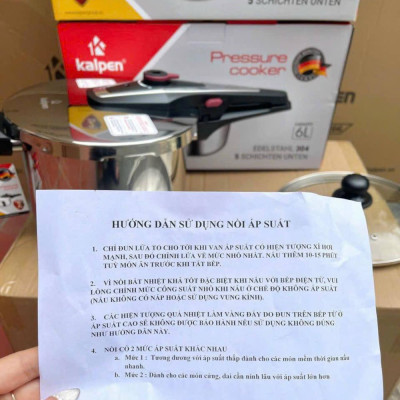 3 SCHICHTEN UNTEN
kalpen
Pressure
cooker
6L
EDELSTAHL 304
3 SCHICHTEN UNTEN
HƯỚNG DẪN SỬ DỤNG NỒI ÁP SUẤT
1. CHỈ ĐUN LỬA TO CHO TỚI KHI VAN ÁP SUẤT CÓ HIỆN TƯỢNG XÌ HƠI
MẠNH, SAU ĐÓ CHỈNH LỬA VỀ MỨC NHỎ NHẤT. NẤU THÊM 10-15 PHÚT
TUỲ MÓN ĂN TRƯỚC KHI TẮT BẾP.
2. VÌ NỒI BẮT NHIỆT KHÁ TỐT ĐẶC BIỆT KHI NẤU VỚI BẾP ĐIỆN TỪ, VUI
LÒNG CHỈNH MỨC CÔNG SUẤT NHỎ KHI NẤU Ở CHẾ ĐỘ KHÔNG ÁP SUẤT
(NẤU KHÔNG CÓ NẮP HOẶC SỬ DỤNG VUNG KÍNH).
3. CÁC HIỆN TƯỢNG QUÁ NHIỆT LÀM VÀNG ĐÁY DO ĐUN TRÊN BẾP TỪ Ở
ÁP SUẤT CAO SẼ KHÔNG ĐƯỢC BẢO HÀNH NẾU SỬ DỤNG KHÔNG ĐÚNG
NHƯ HƯỚNG DẪN NÀY.
4. NỒI CÓ 2 MỨC ÁP SUẤT KHÁC NHAU
a. Mức 1 : Tương đương với áp suất thấp dành cho các món mềm thời gian nấu
nhanh.
b. Mức 2 : Dành cho các món cứng, dai cần ninh lâu với áp suất lớn hơn